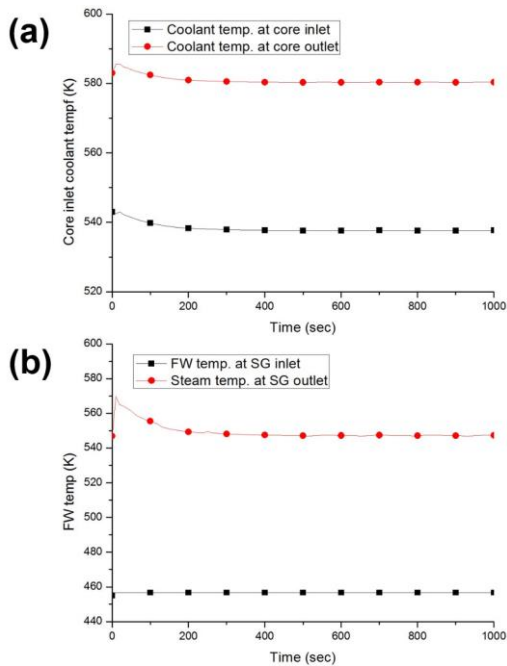 (a)
600
580
560
540
520
Core inlet coolant tempf (K)
Coolant temp. at core inlet
Coolant temp. at core outlet
0 200 400 600 800 1000
Time (sec)
(b)
600
580
560
540
520
500
480
460
440
FW temp (K)
FW temp. at SG inlet
Steam temp. at SG outlet
0 200 400 600 800 1000
Time (sec)